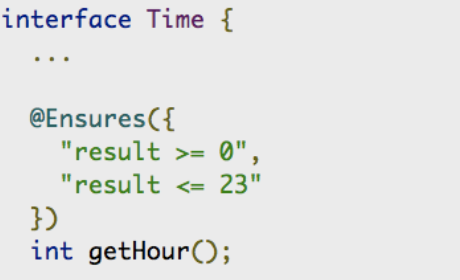 interface Time {
...
@Ensures({
"result >= 0",
"result <= 23"
})
int getHour();